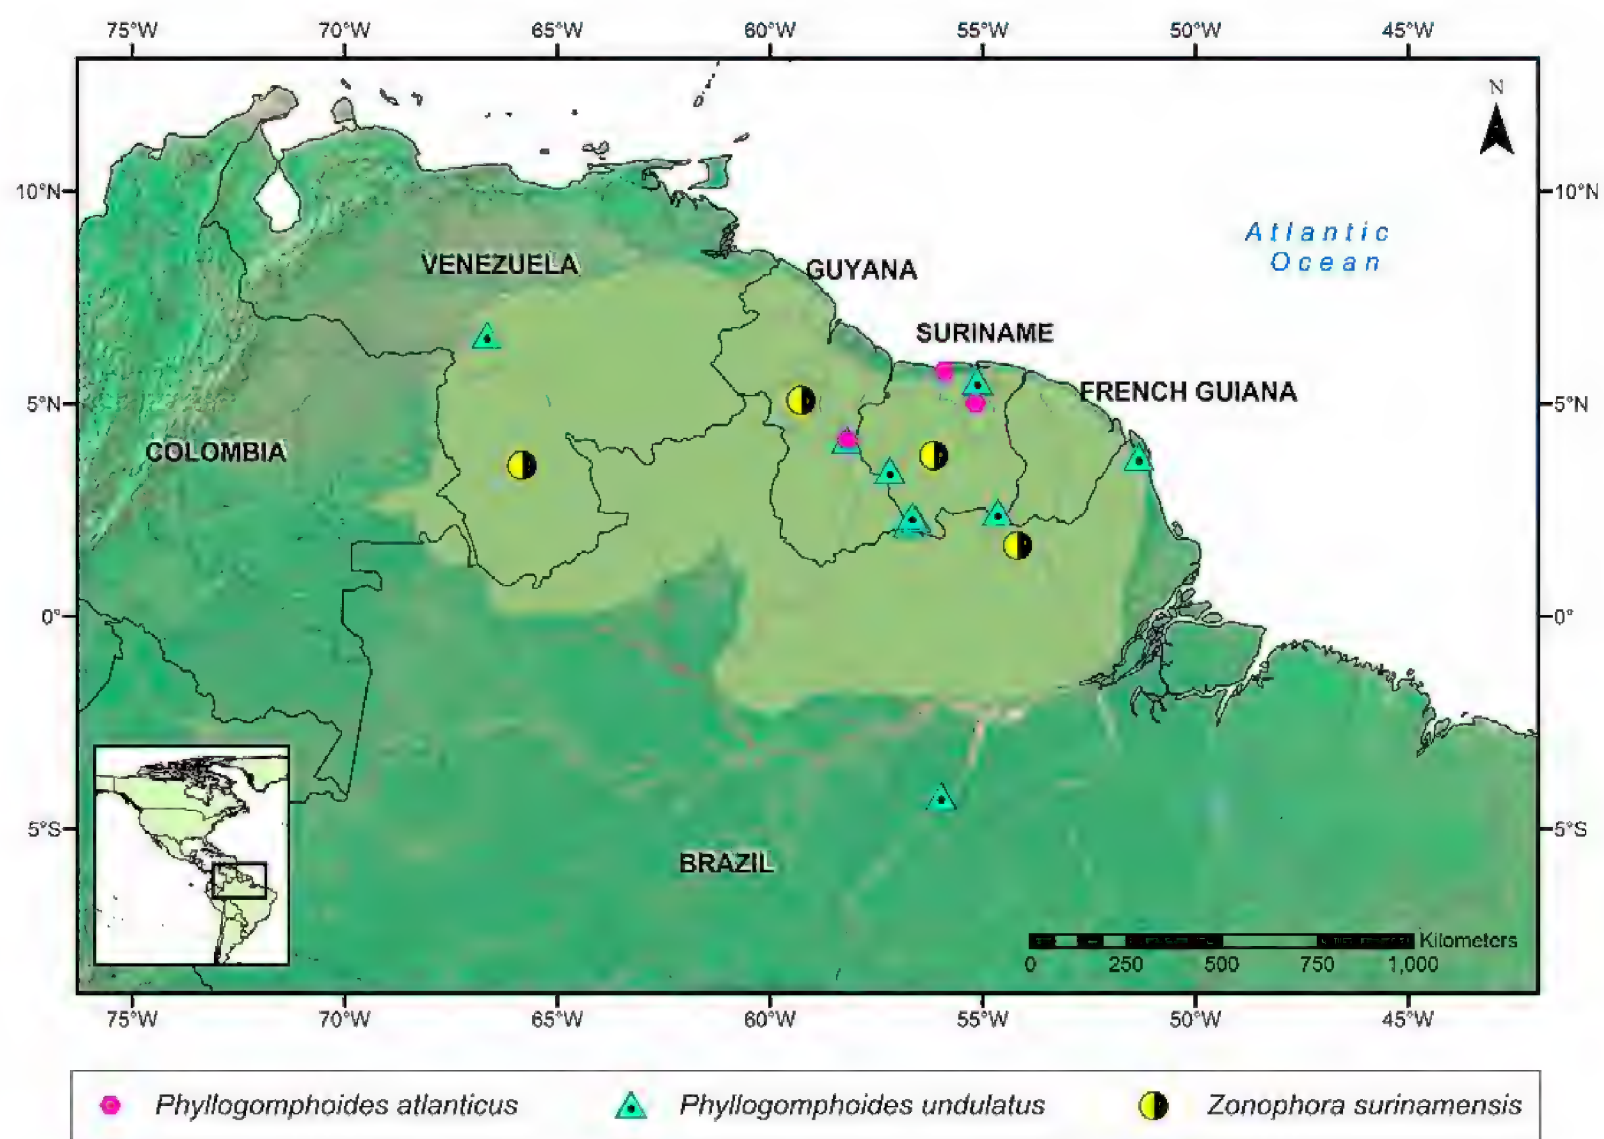 75°W 70°W 65°W 60°W 55°W 50°W 45°W
N
10°N 10°N
Atlantic
Ocean
VENEZUELA
GUYANA
SURINAME
FRENCH GUIANA
5°N 5°N
COLOMBIA
0° 0°
5°S 5°S
BRAZIL
Kilometers
0 250 500 750 1,000
75°W 70°W 65°W 60°W 55°W 50°W 45°W
Phyllogomphoides atlanticus Phyllogomphoides undulatus Zonophora surinamensis